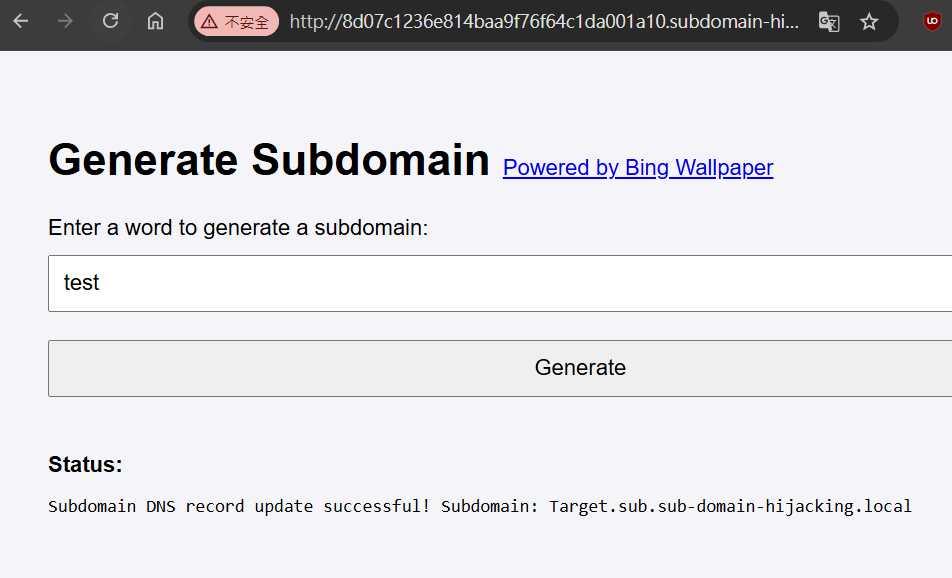 不安全 http://8d07c1236e814baa9f76f64c1da001a10.subdomain-hi...
Generate Subdomain Powered by Bing Wallpaper
Enter a word to generate a subdomain:
test
Generate
Status:
Subdomain DNS record update successful! Subdomain: Target.sub.sub-domain-hijacking.local